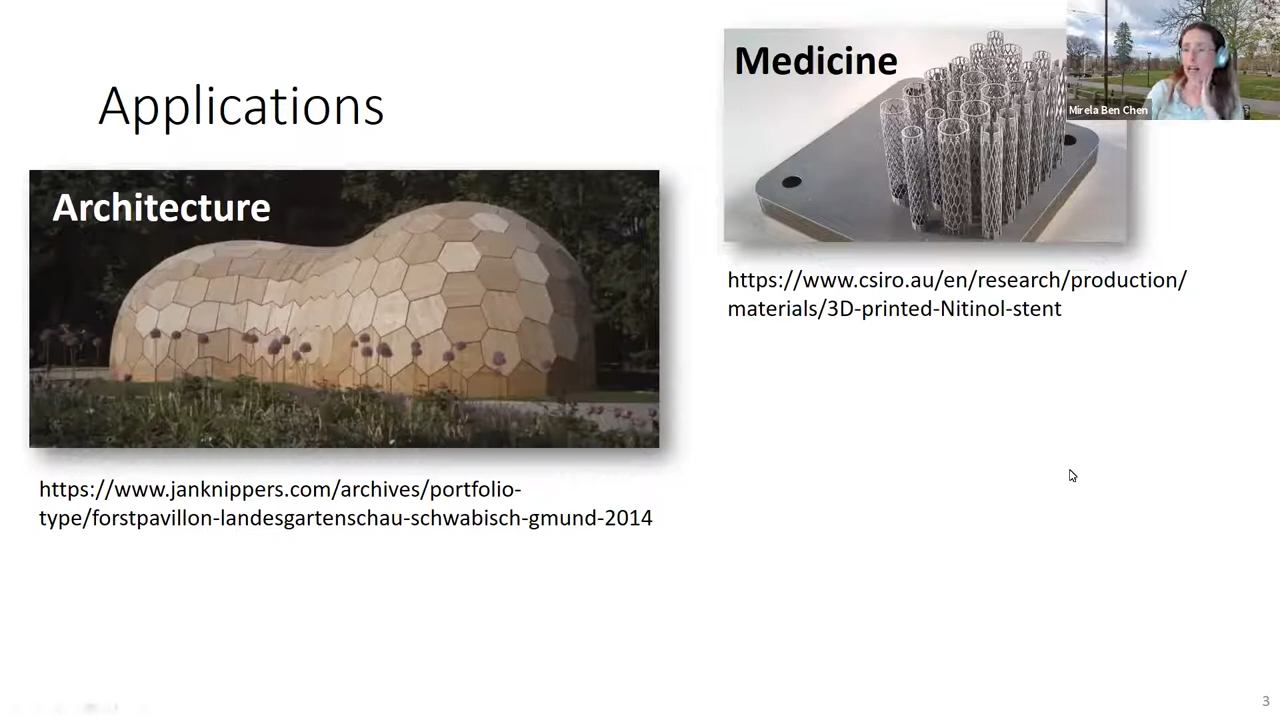 Applications
Architecture
https://www.janknippers.com/archives/portfolio-
type/forstpavillon-landesgartenschau-schwabisch-gmund-2014
Medicine
Mirela Ben Chen
https://www.csiro.au/en/research/production/
materials/3D-printed-Nitinol-stent
3